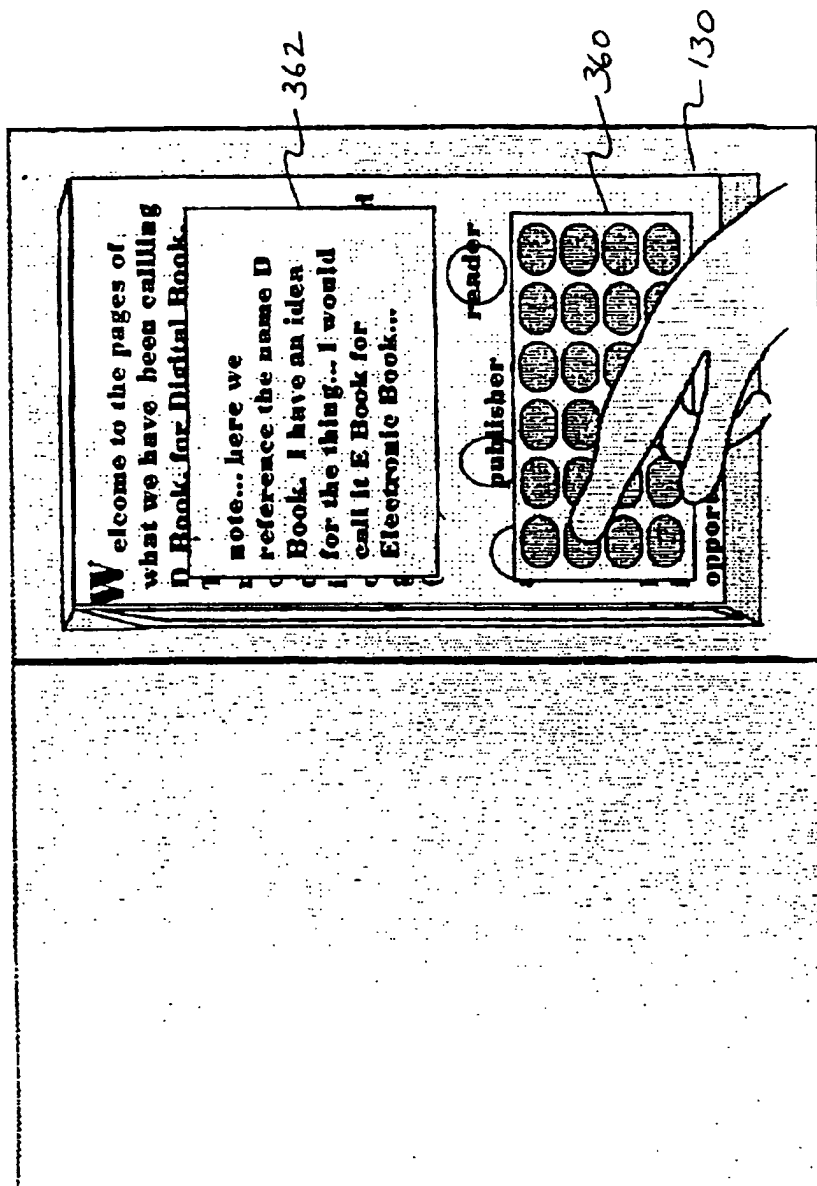 Welcome to the pages of
what we have been callling
D Book, for Digital Book.
note... here we
reference the name D
Book. I have an idea
for the thing... I would
call it E Book for
Electronic Book...
publisher reader
oppor
362
360
130